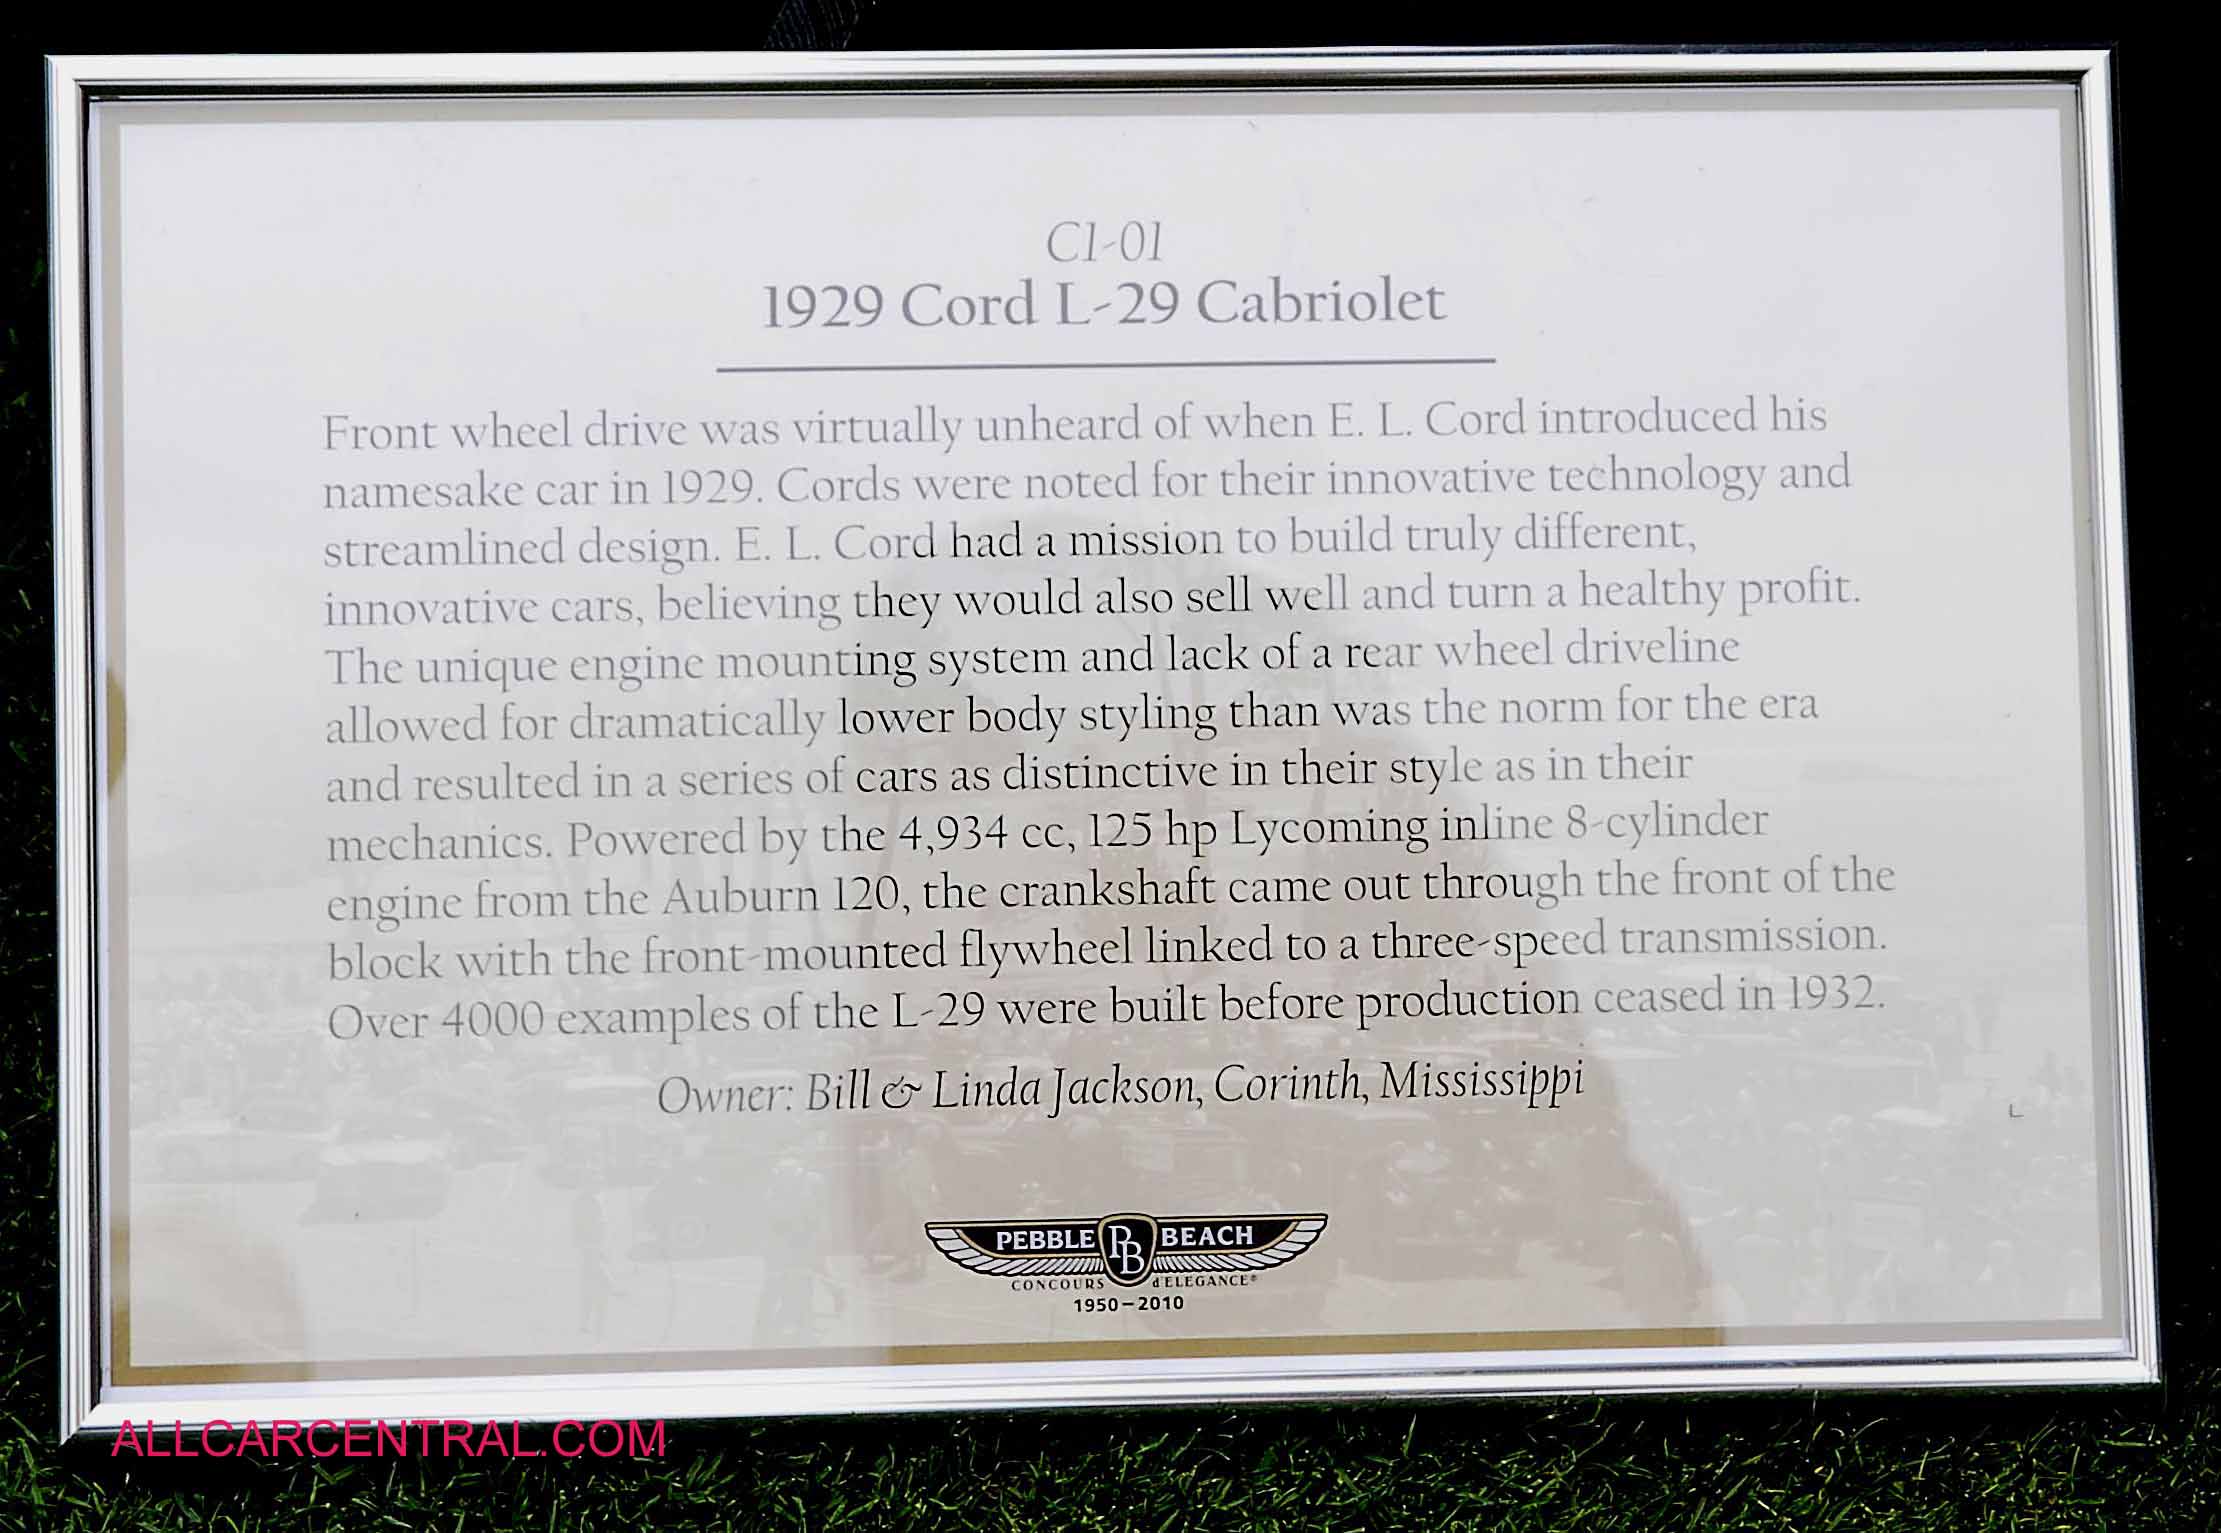 C1-01
1929 Cord L-29 Cabriolet
Front wheel drive was virtually unheard of when E. L. Cord introduced his
namesake car in 1929. Cords were noted for their innovative technology and
streamlined design. E. L. Cord had a mission to build truly different,
innovative cars, believing they would also sell well and turn a healthy profit.
The unique engine mounting system and lack of a rear wheel driveline
allowed for dramatically lower body styling than was the norm for the era
and resulted in a series of cars as distinctive in their style as in their
mechanics. Powered by the 4,934 cc, 125 hp Lycoming inline 8-cylinder
engine from the Auburn 120, the crankshaft came out through the front of the
block with the front-mounted flywheel linked to a three-speed transmission.
Over 4000 examples of the L-29 were built before production ceased in 1932.
Owner: Bill & Linda Jackson, Corinth, Mississippi
PEBBLE PB BEACH
CONCOURS d'ELEGANCE®
1950–2010
ALLCARCENTRAL.COM